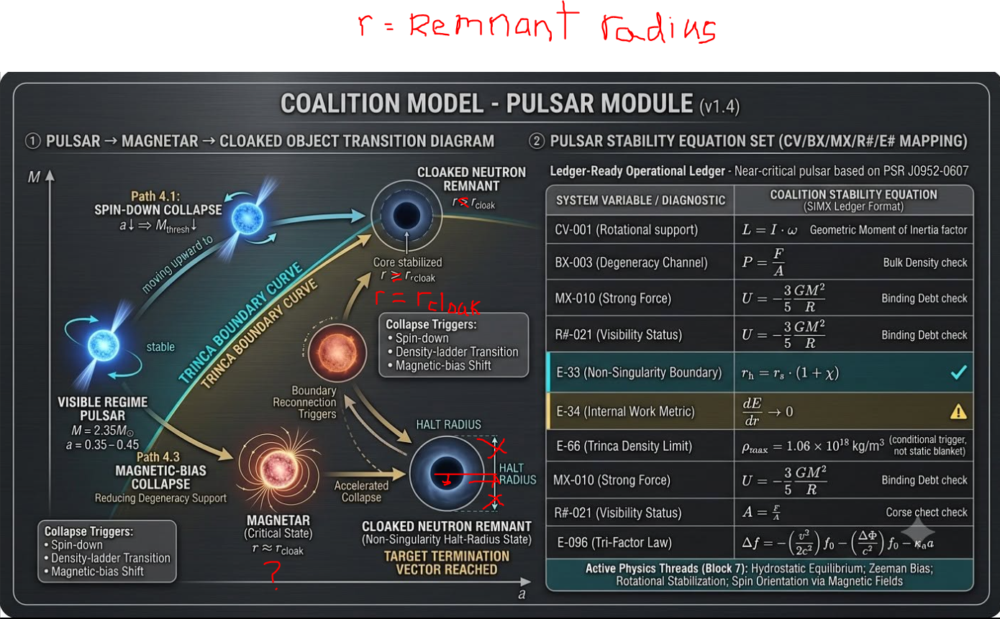 r = Remnant radius
COALITION MODEL - PULSAR MODULE (v1.4)
① PULSAR → MAGNETAR → CLOAKED OBJECT TRANSITION DIAGRAM
M
Path 4.1:
SPIN-DOWN COLLAPSE
a↓ ⟹ M_thresh↓
moving upward to
CLOAKED NEUTRON
REMNANT
r < r_cloak
Core stabilized
r ≥ r_rcloak
r = r_cloak
TRINCA BOUNDARY CURVE
TRINCA BOUNDARY CURVE
stable
Collapse Triggers:
• Spin-down
• Density-ladder Transition
• Magnetic-bias Shift
VISIBLE REGIME
PULSAR
M = 2.35M_⊙
a = 0.35 – 0.45
Boundary
Reconnection
Triggers
HALT RADIUS
HALT
RADIUS
Path 4.3
MAGNETIC-BIAS
COLLAPSE
Reducing Degeneracy Support
Accelerated
Collapse
MAGNETAR
(Critical State)
r ≈ r_cloak
?
CLOAKED NEUTRON REMNANT
(Non-Singularity Halt-Radius State)
TARGET TERMINATION
VECTOR REACHED
Collapse Triggers:
• Spin-down
• Density-ladder Transition
• Magnetic-bias Shift
a
② PULSAR STABILITY EQUATION SET (CV/BX/MX/R#/E# MAPPING)
Ledger-Ready Operational Ledger - Near-critical pulsar based on PSR J0952-0607
SYSTEM VARIABLE / DIAGNOSTIC COALITION STABILITY EQUATION
(SIMX Ledger Format)
CV-001 (Rotational support) L = I · ω Geometric Moment of Inertia factor
BX-003 (Degeneracy Channel) P = F/A Bulk Density check
MX-010 (Strong Force) U = −3/5 GM²/R Binding Debt check
R#-021 (Visibility Status) U = −3/5 GM²/R Binding Debt check
E-33 (Non-Singularity Boundary) r_h = r_s · (1 + χ)
E-34 (Internal Work Metric) dE/dr → 0
E-66 (Trinca Density Limit) ρ_max = 1.06 × 10¹⁸ kg/m³ (conditional trigger,
not static blanket)
MX-010 (Strong Force) U = −3/5 GM²/R Binding Debt check
R#-021 (Visibility Status) A = F/A Corse chect check
E-096 (Tri-Factor Law) Δf = −(v²/2c²) f₀ − (ΔΦ/c²) f₀ − κ_a a
Active Physics Threads (Block 7): Hydrostatic Equilibrium; Zeeman Bias;
Rotational Stabilization; Spin Orientation via Magnetic Fields